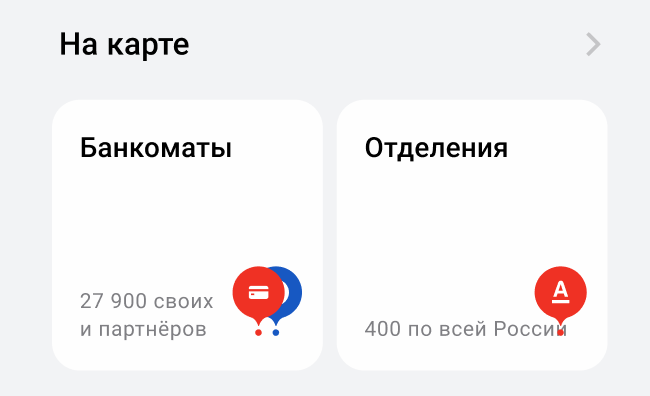 На карте
Банкоматы
Отделения
27 900 своих
и партнёров
А
400 по всей России